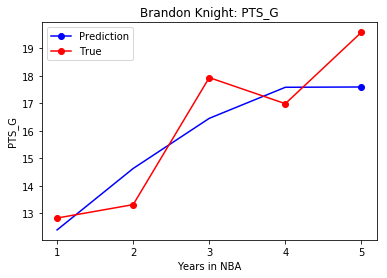 Brandon Knight: PTS_G
Prediction
True
19
18
17
16
15
14
13
PTS_G
1 2 3 4 5
Years in NBA